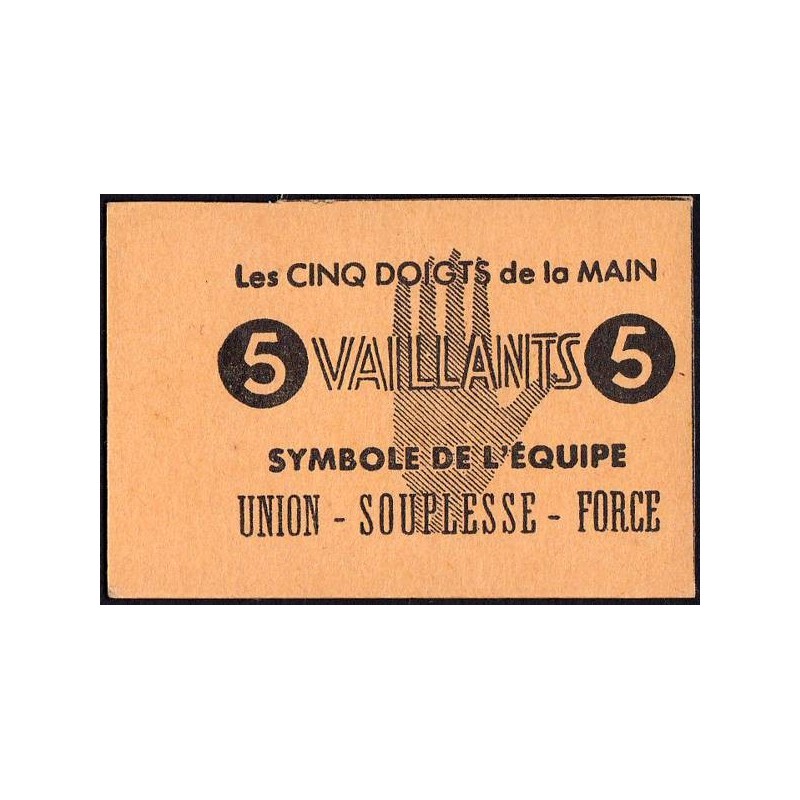 Les CINQ DOIGTS de la MAIN
5 VAILLANTS 5
SYMBOLE DE L'ÉQUIPE
UNION - SOUPLESSE - FORCE